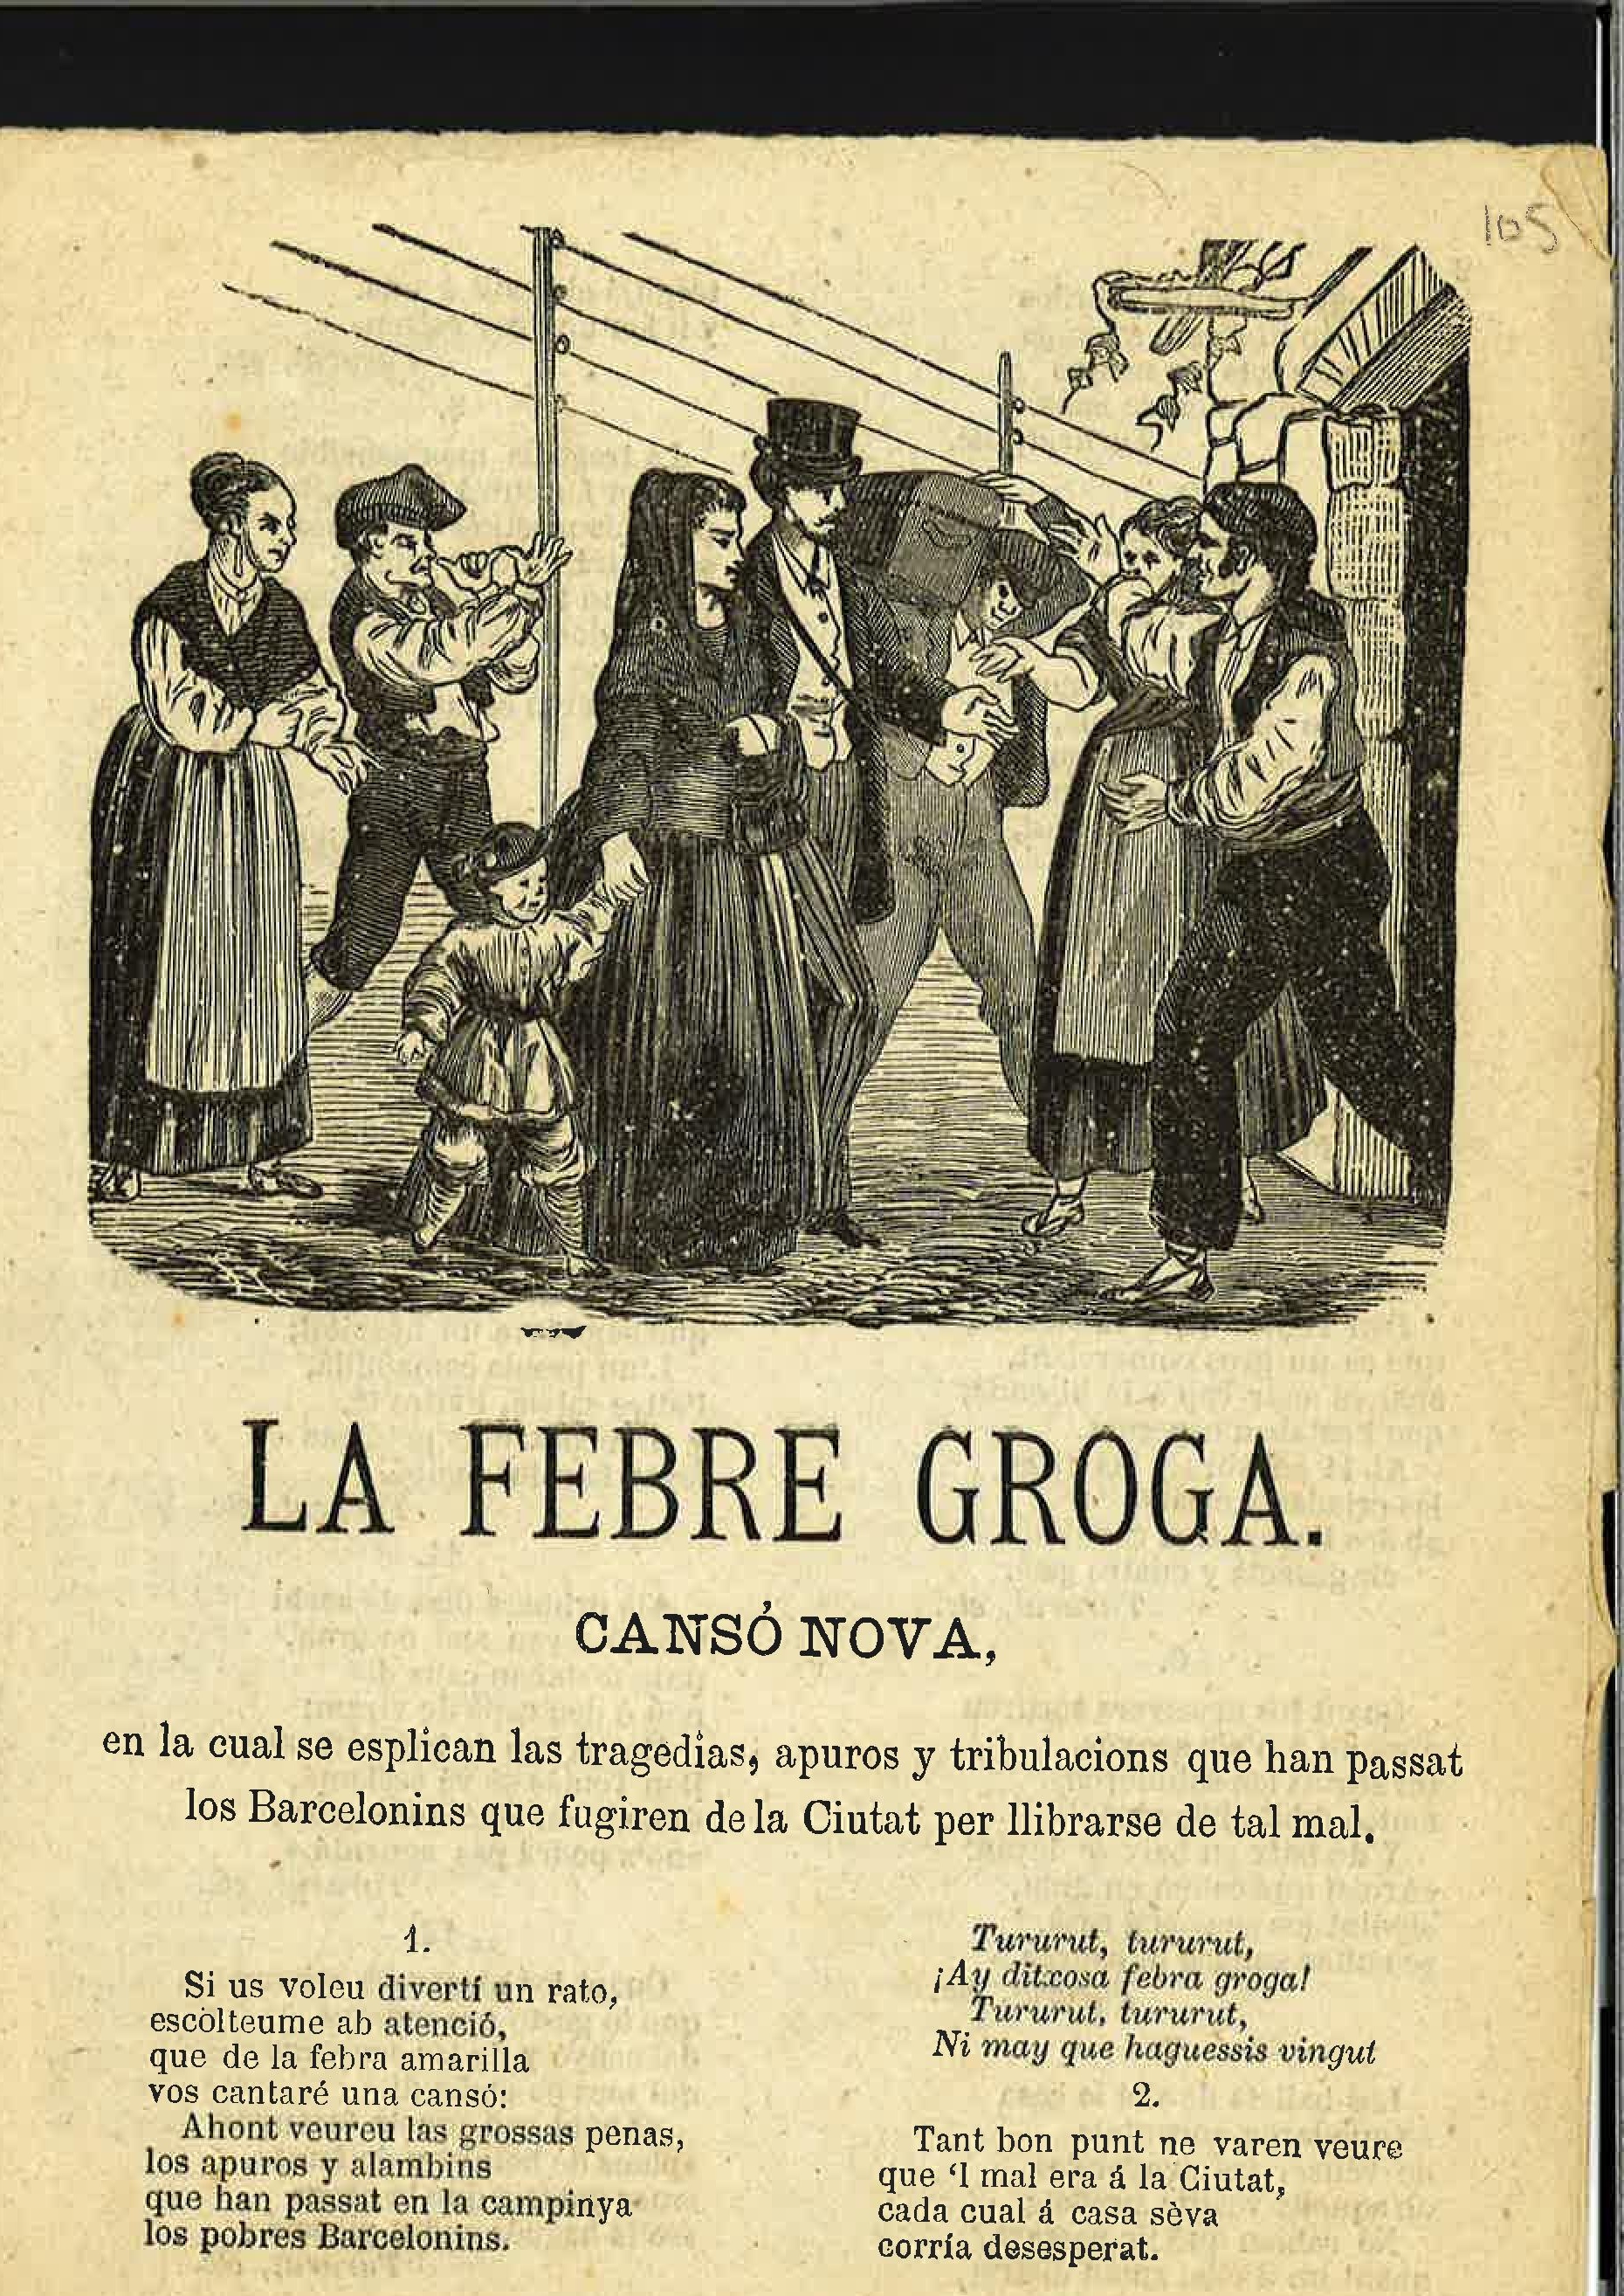 105
LA FEBRE GROGA.
CANSÓ NOVA,
en la cual se esplican las tragedias, apuros y tribulacions que han passat
los Barcelonins que fugiren de la Ciutat per llibrarse de tal mal.
1.
Si us voleu divertí un rato,
escolteume ab atenció,
que de la febra amarilla
vos cantaré una cansó:
Ahont veureu las grossas penas,
los apuros y alambins
que han passat en la campinya
los pobres Barcelonins.
Tururut, tururut,
¡Ay ditxosa febra groga!
Tururut, tururut,
Ni may que haguessis vingut
2.
Tant bon punt ne varen veure
que ‘l mal era á la Ciutat,
cada cual á casa sèva
corría desesperat.